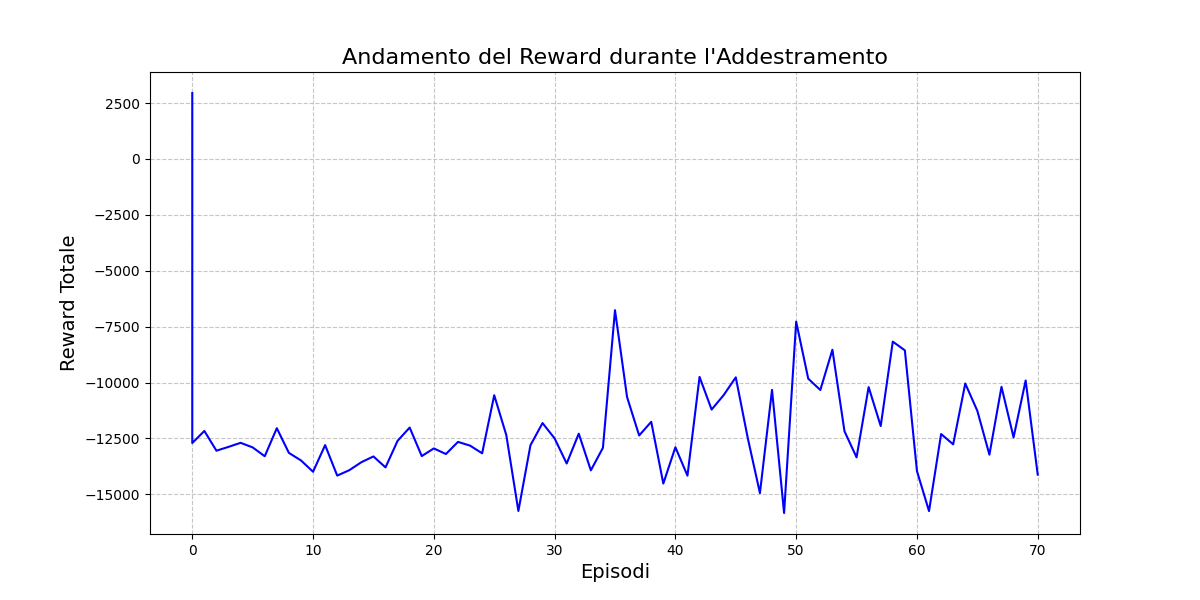 Andamento del Reward durante l'Addestramento
2500
0
−2500
−5000
−7500
−10000
−12500
−15000
Reward Totale
0 10 20 30 40 50 60 70
Episodi